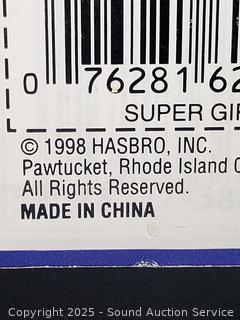 0 76281 62
SUPER GI
© 1998 HASBRO, INC.
Pawtucket, Rhode Island
All Rights Reserved.
MADE IN CHINA
Copyright 2025 - Sound Auction Service